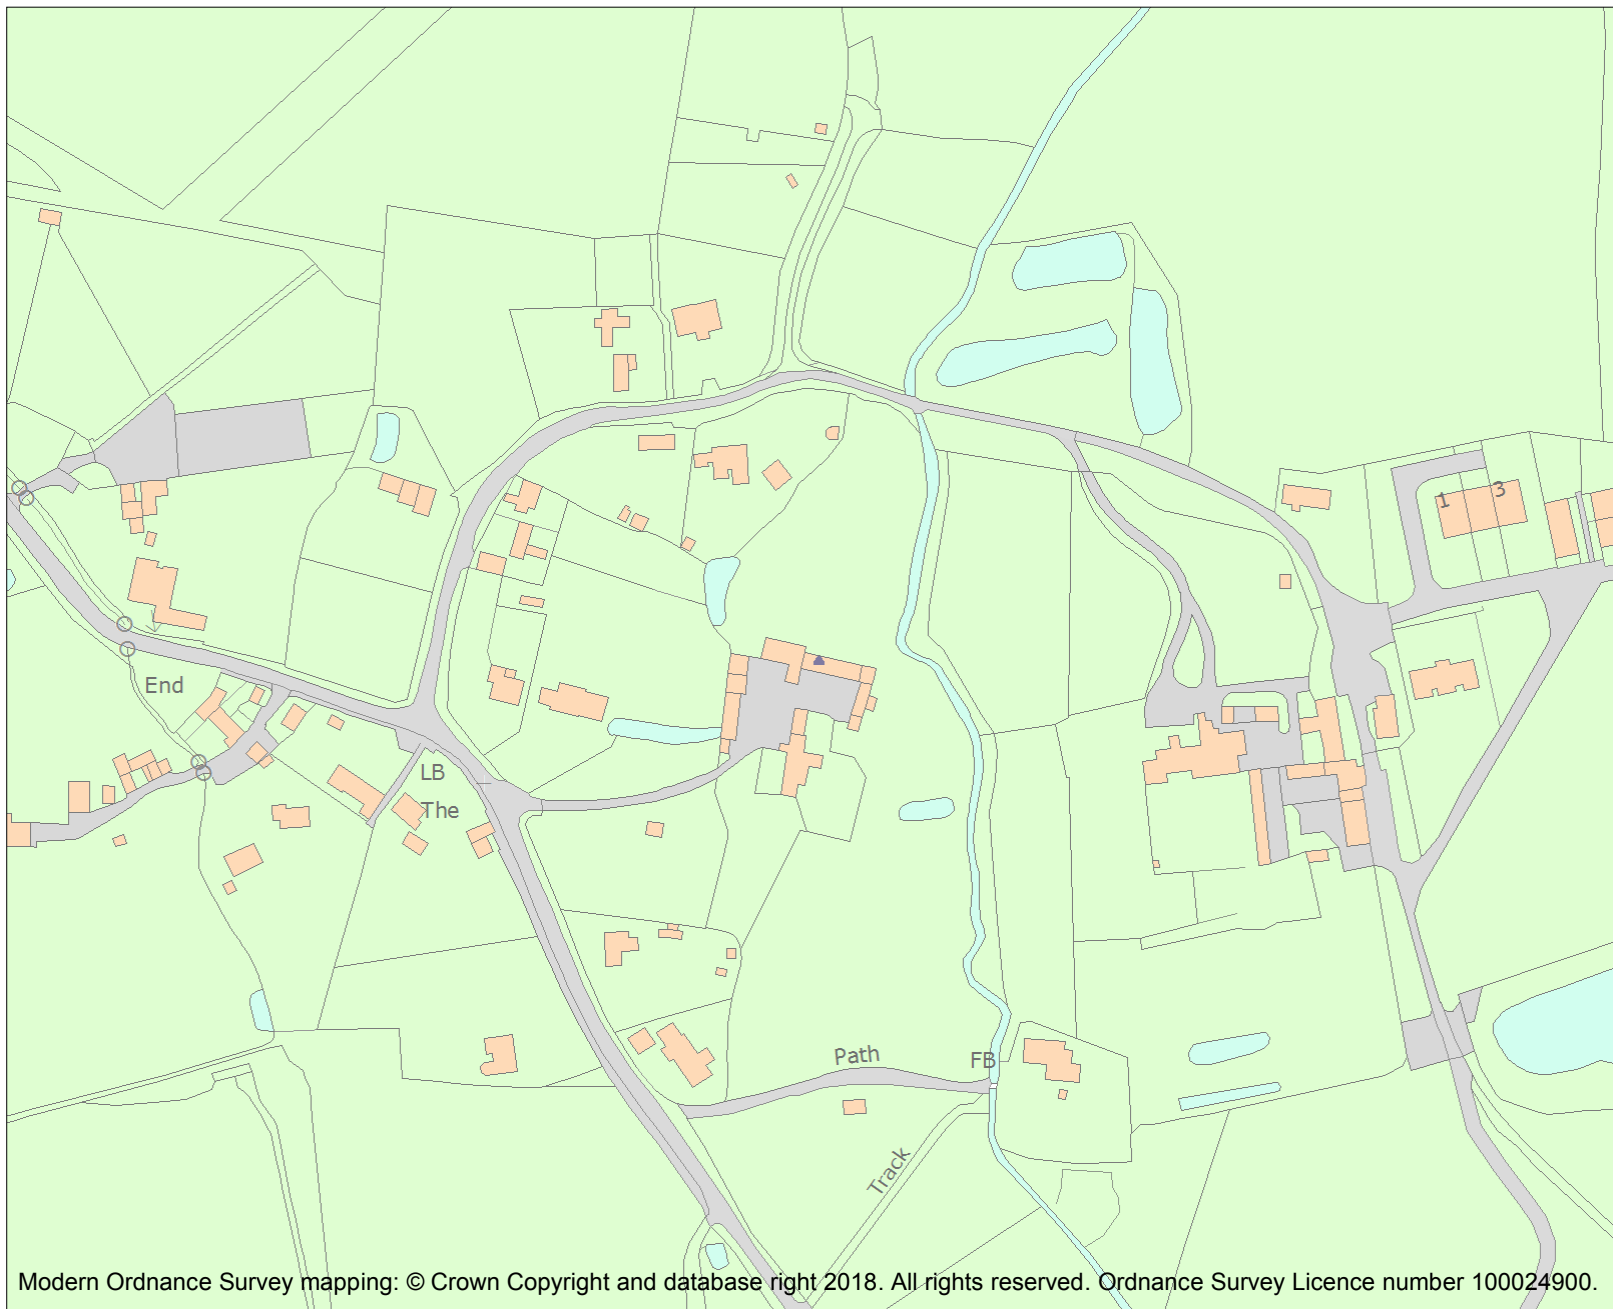 1
3
End
LB
The
Path
FB
Track
Modern Ordnance Survey mapping: © Crown Copyright and database right 2018. All rights reserved. Ordnance Survey Licence number 100024900.